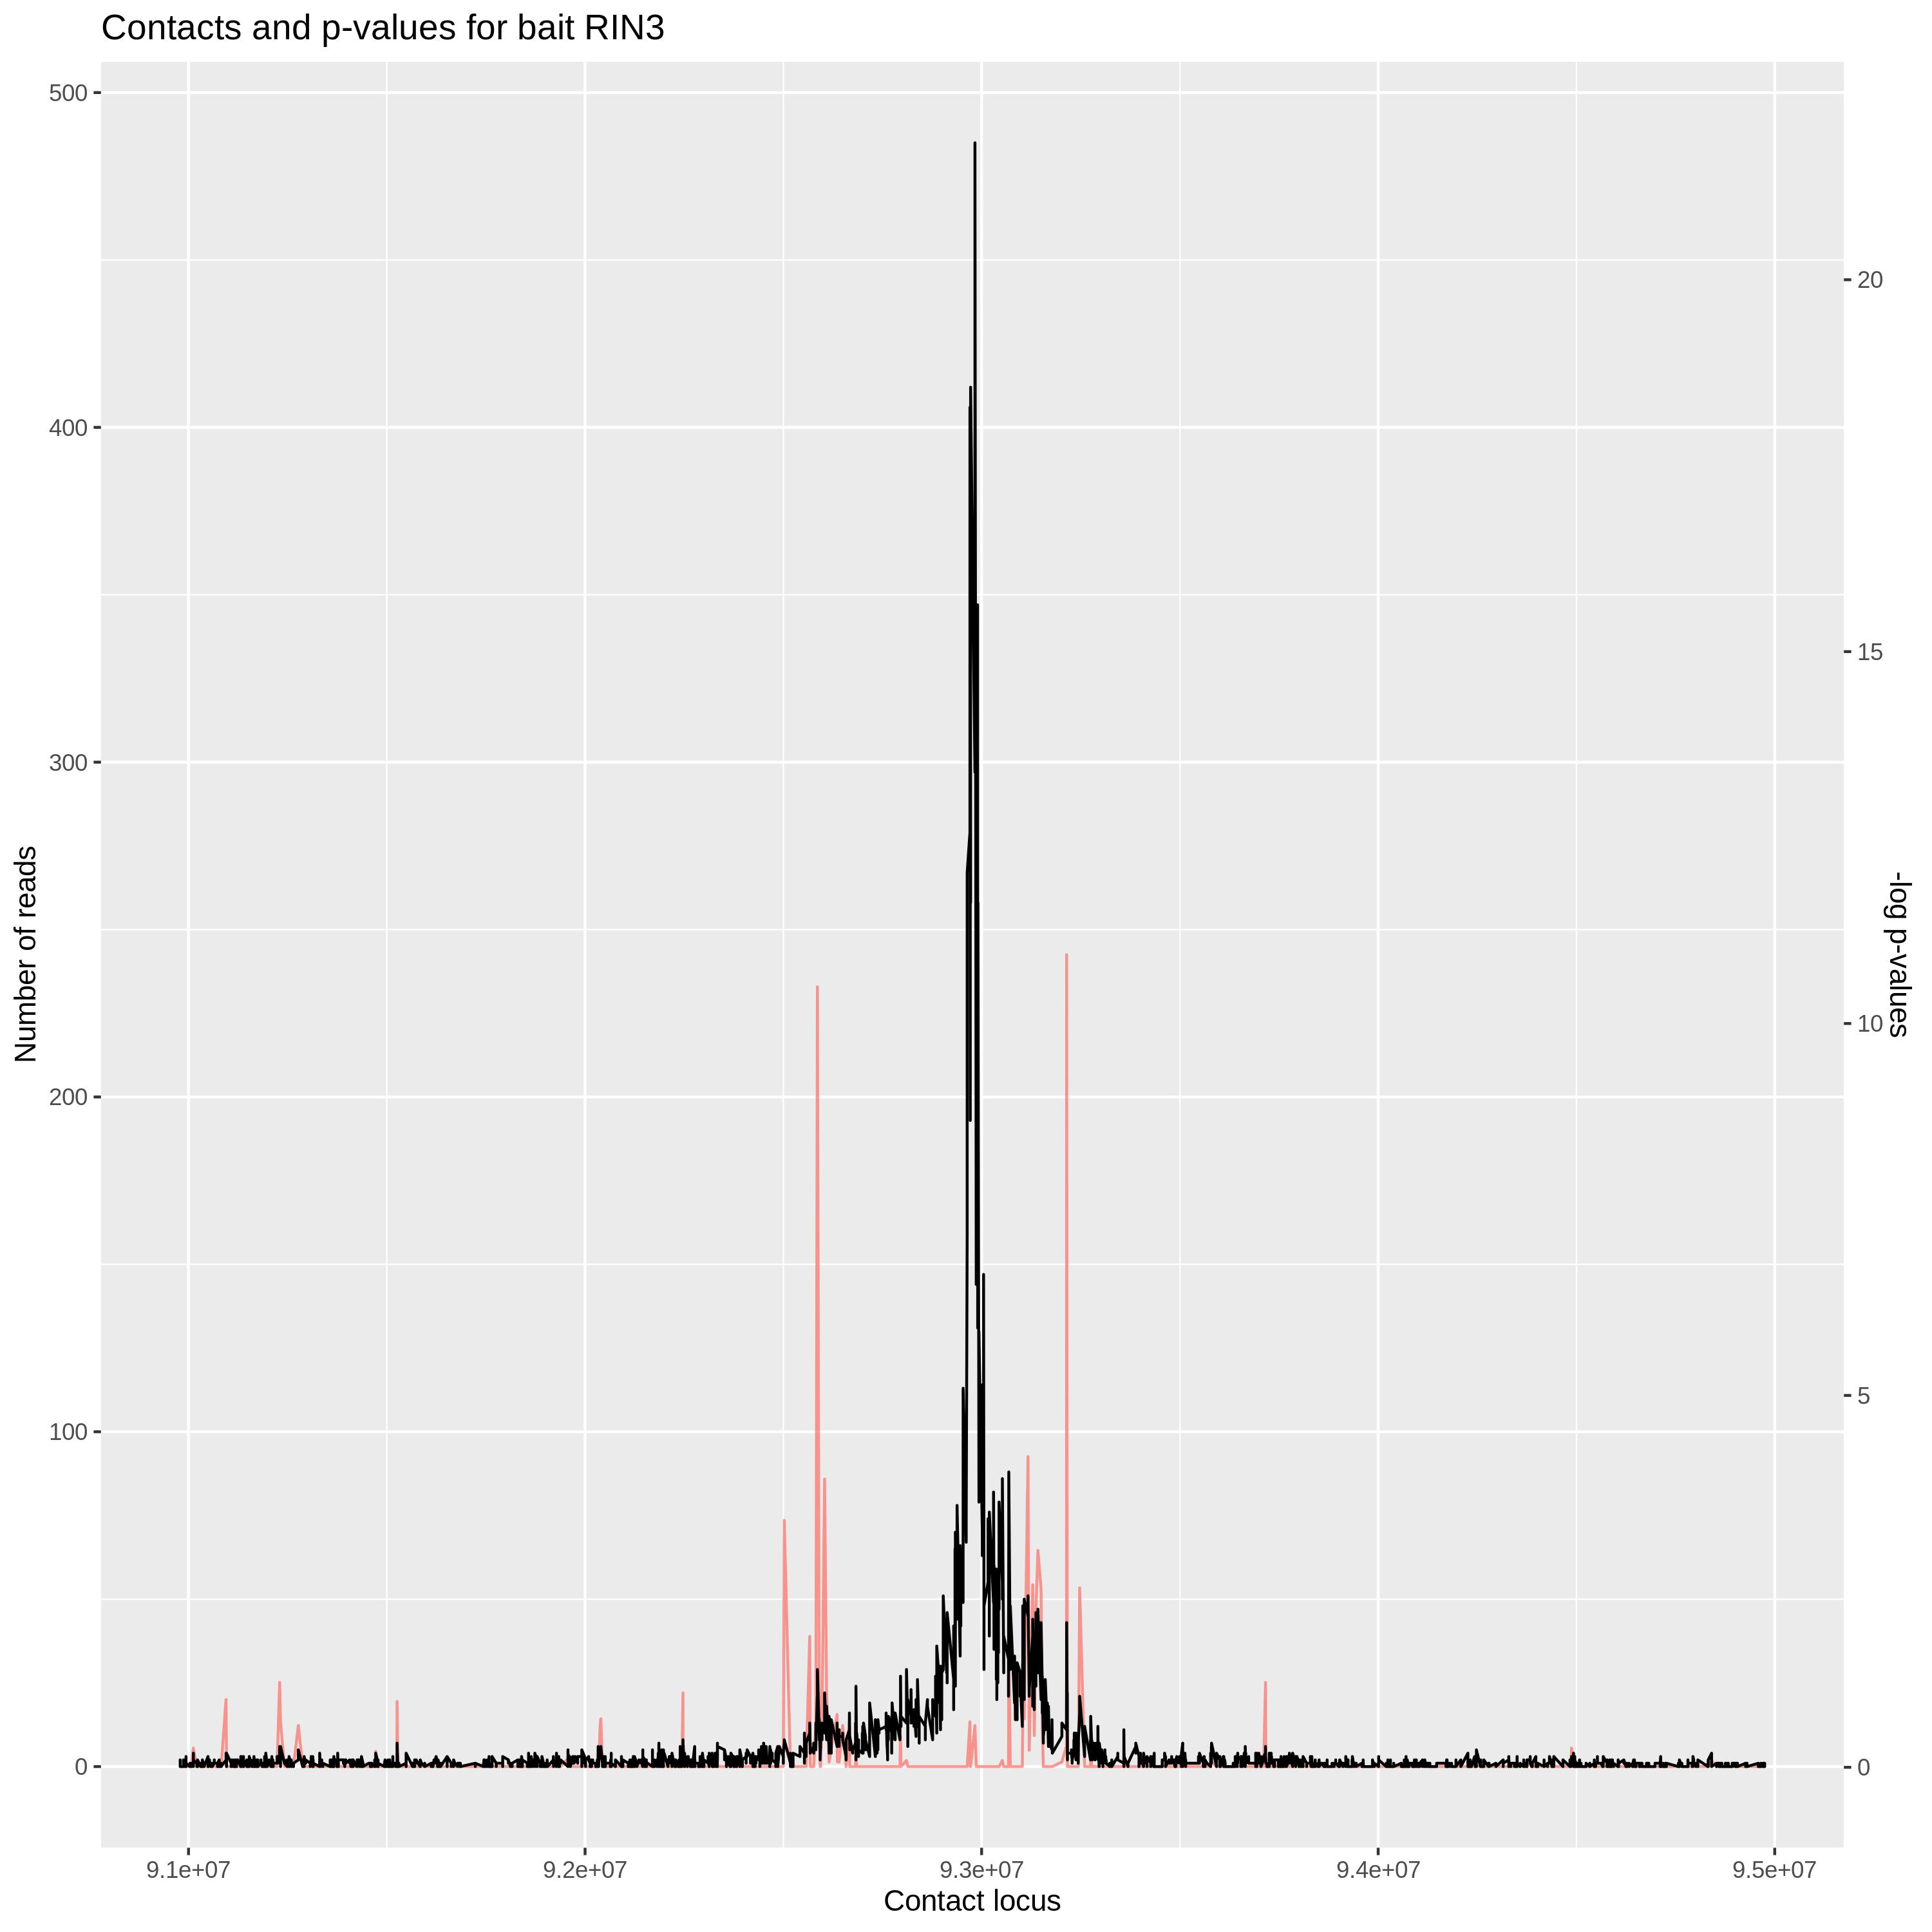 Contacts and p-values for bait RIN3
500
400
300
200
100
0
Number of reads
20
15
10
5
0
-log p-values
9.1e+07 9.2e+07 9.3e+07 9.4e+07 9.5e+07
Contact locus